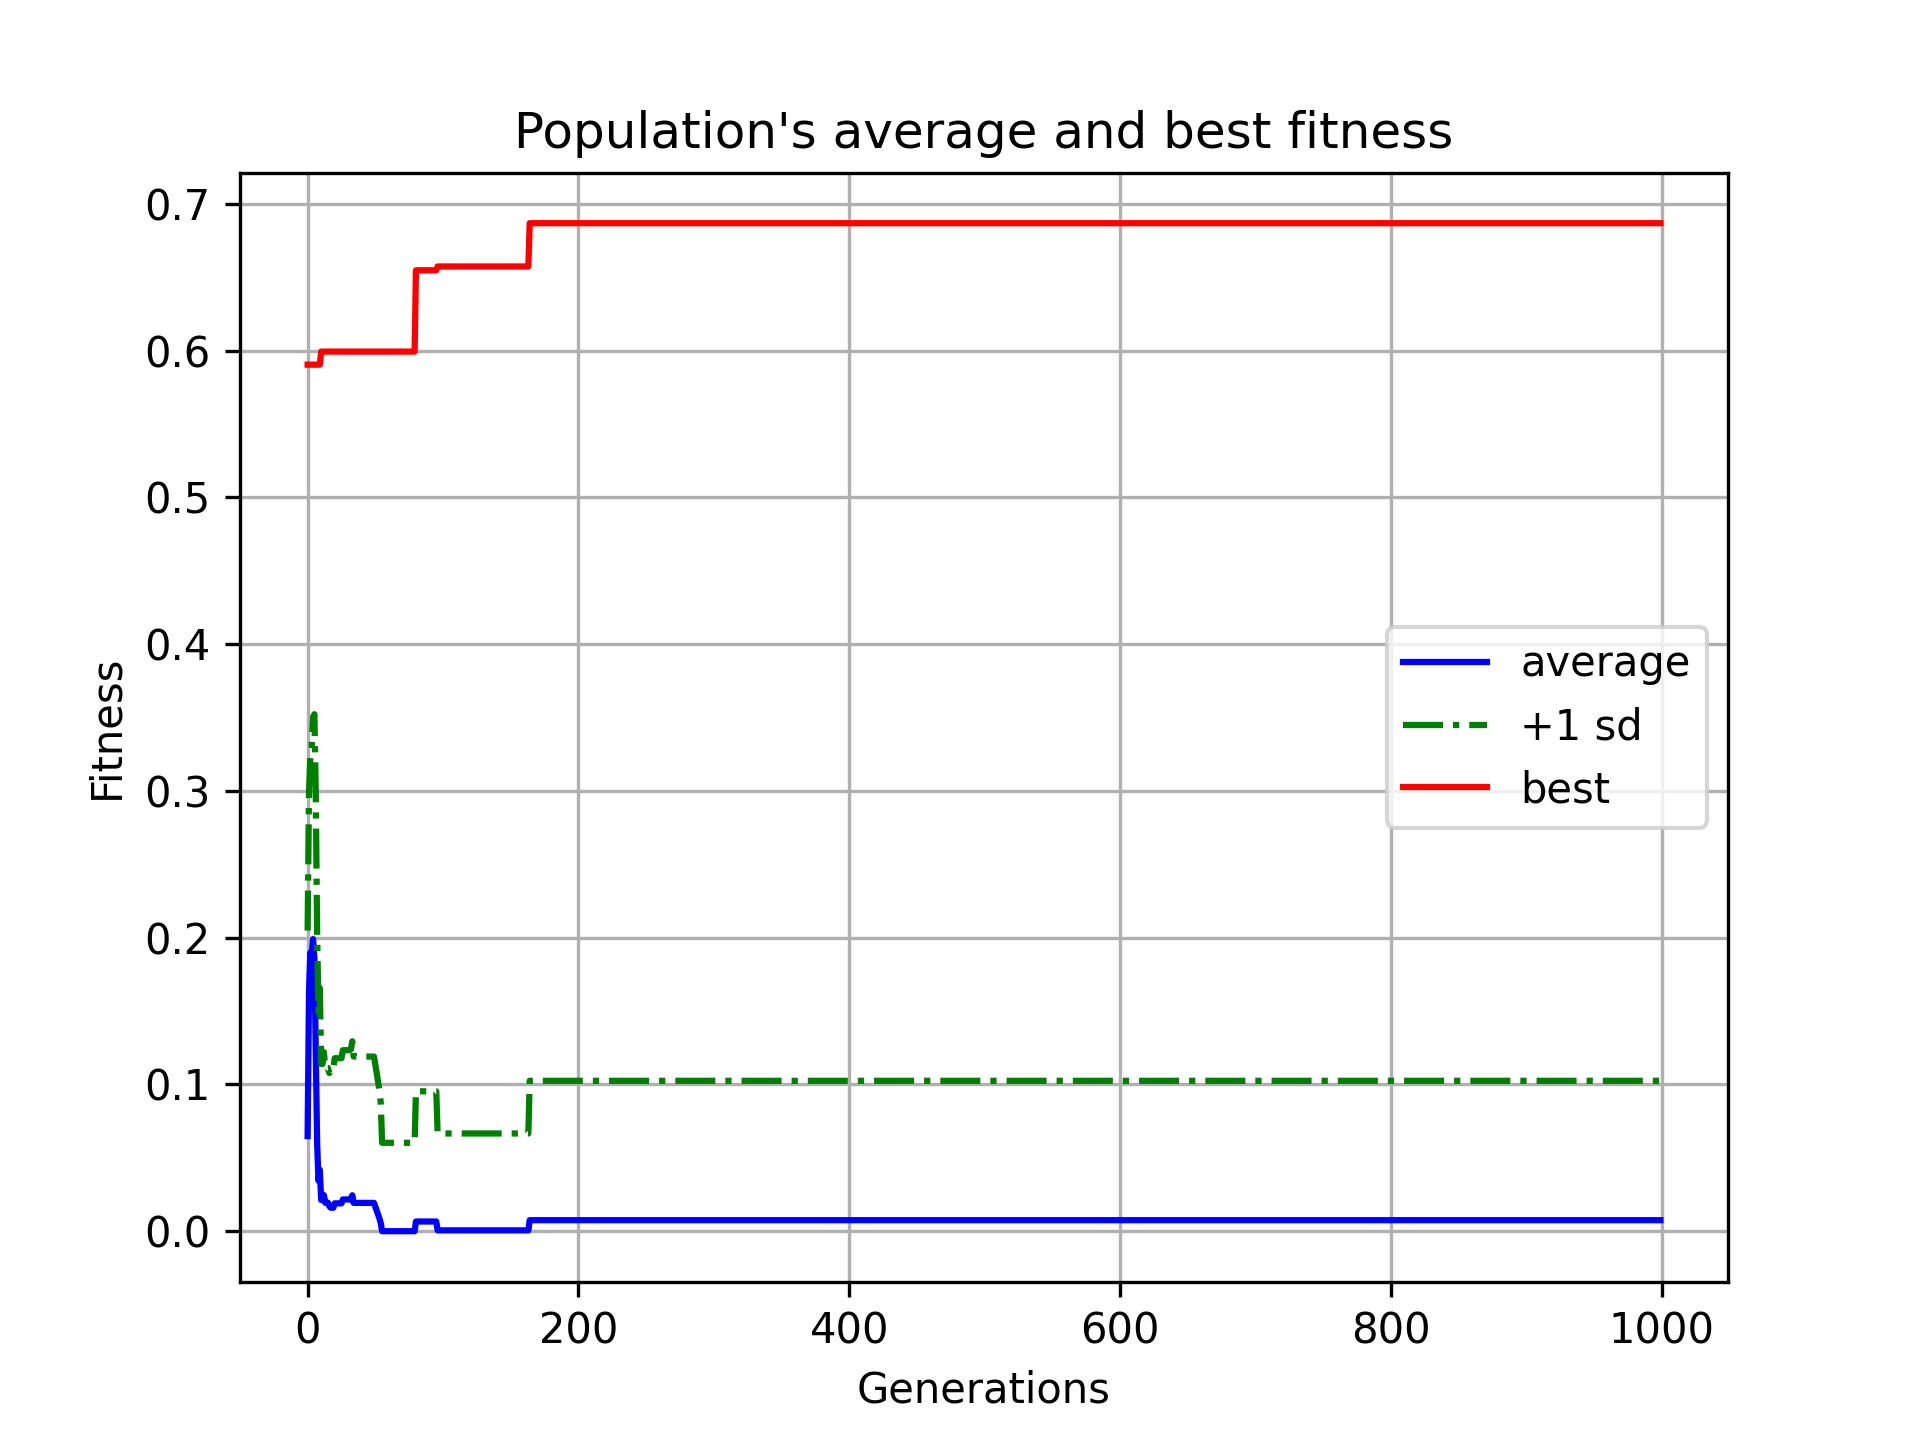 Population's average and best fitness
0.7
0.6
0.5
0.4
0.3
0.2
0.1
0.0
Fitness
average
+1 sd
best
0 200 400 600 800 1000
Generations